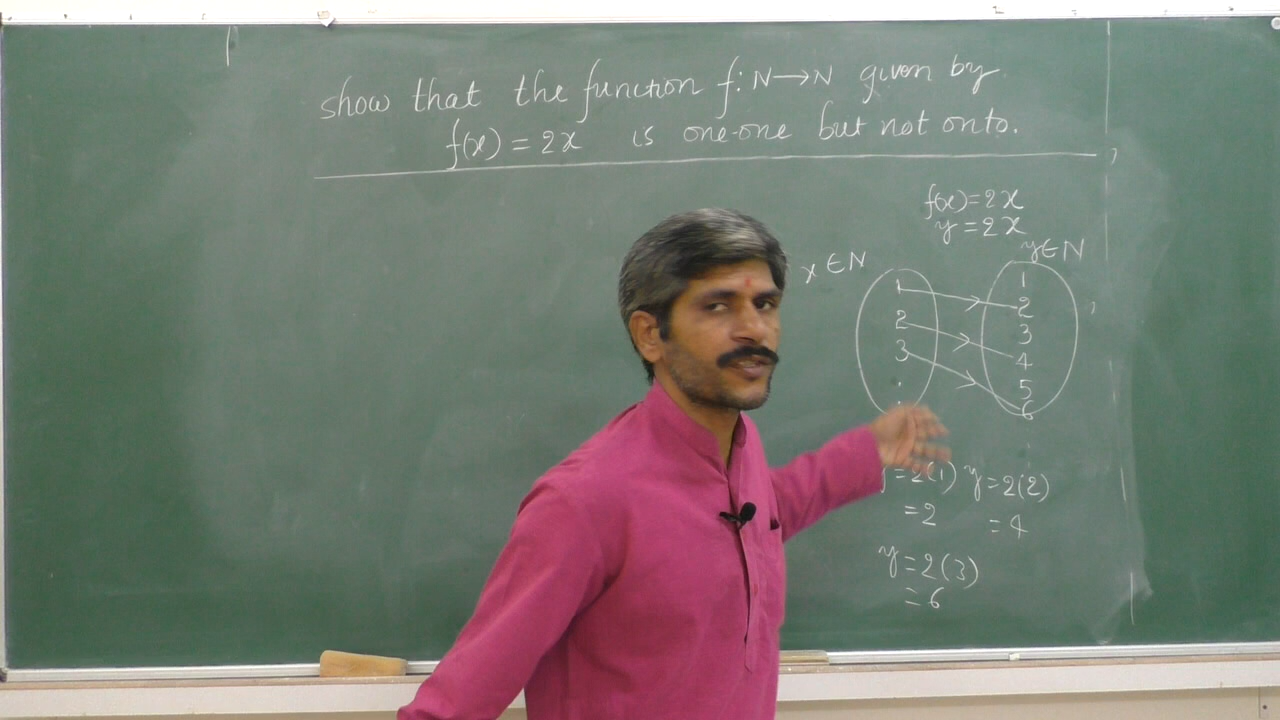 show that the function f: N→N given by
f(x) = 2x is one-one but not onto.
f(x) = 2x
y = 2x
x ∈ N
y ∈ N
1
2
3
.
.
1
2
3
4
5
6
y = 2(1)
= 2
y = 2(2)
= 4
y = 2(3)
= 6